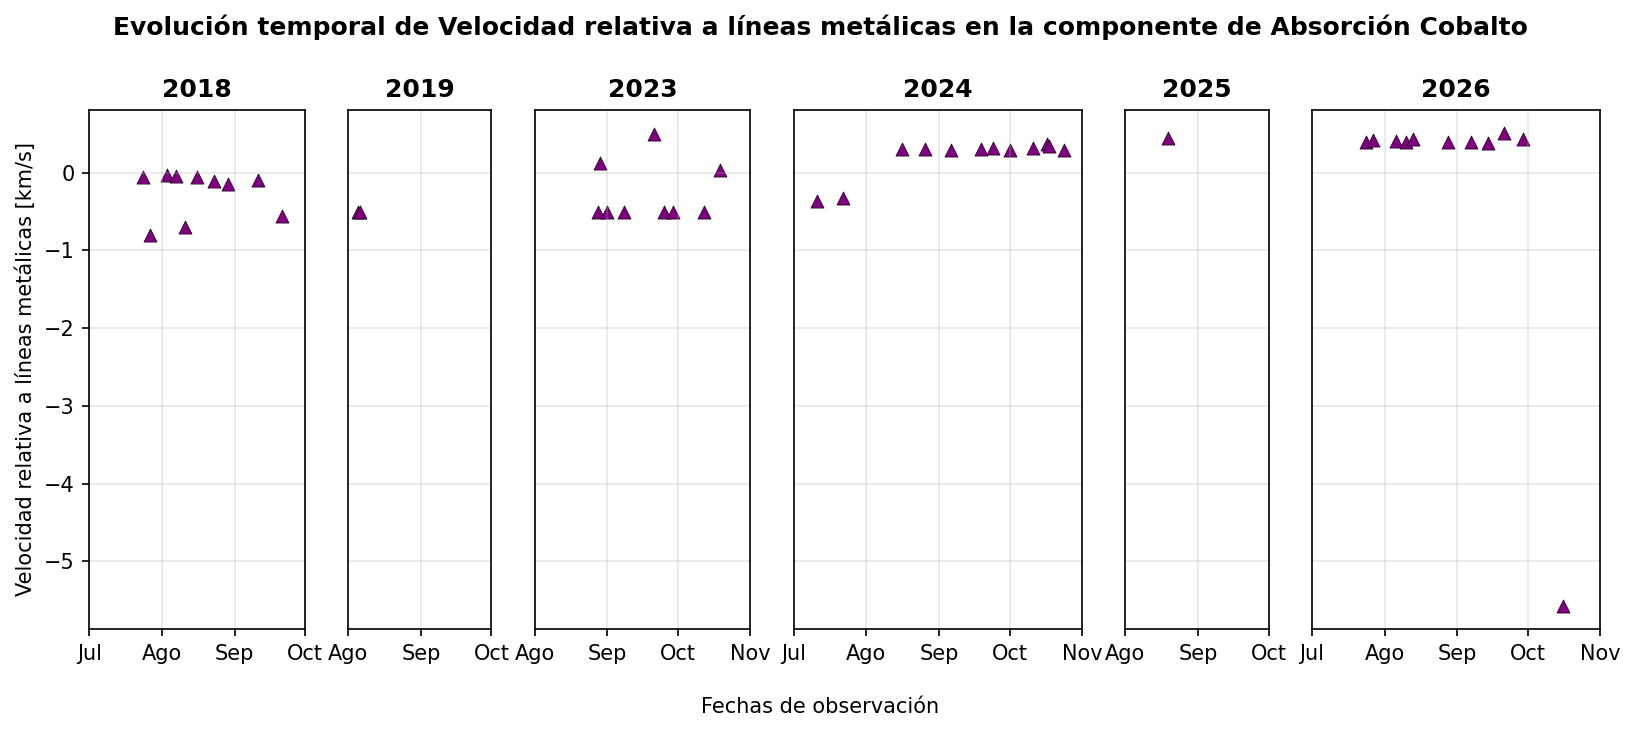 Evolución temporal de Velocidad relativa a líneas metálicas en la componente de Absorción Cobalto
2018 2019 2023 2024 2025 2026
Velocidad relativa a líneas metálicas [km/s]
0
−1
−2
−3
−4
−5
Jul Ago Sep Oct Ago Sep Oct Ago Sep Oct Nov Jul Ago Sep Oct Nov Ago Sep Oct Jul Ago Sep Oct Nov
Fechas de observación